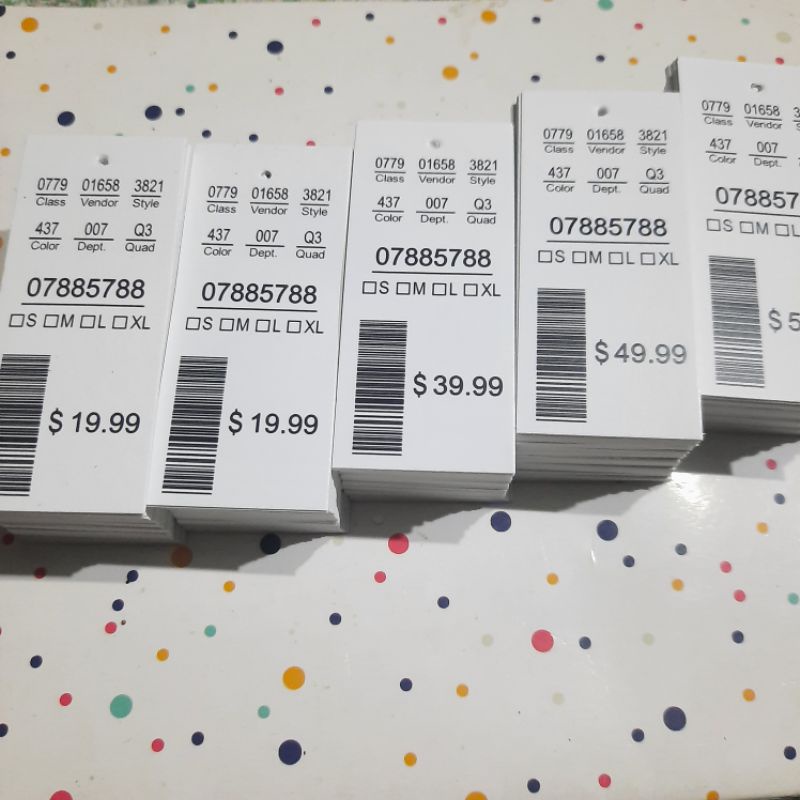 0779 01658 3821
Class Vendor Style
437 007 Q3
Color Dept. Quad
07885788
S M L XL
$ 19.99
0779 01658 3821
Class Vendor Style
437 007 Q3
Color Dept. Quad
07885788
S M L XL
$ 19.99
0779 01658 3821
Class Vendor Style
437 007 Q3
Color Dept. Quad
07885788
S M L XL
$ 39.99
0779 01658 3821
Class Vendor Style
437 007 Q3
Color Dept. Quad
07885788
S M L XL
$ 49.99
0779 01658 3
Class Vendor S
437 007
Color Dept.
078857
S M L
$ 5